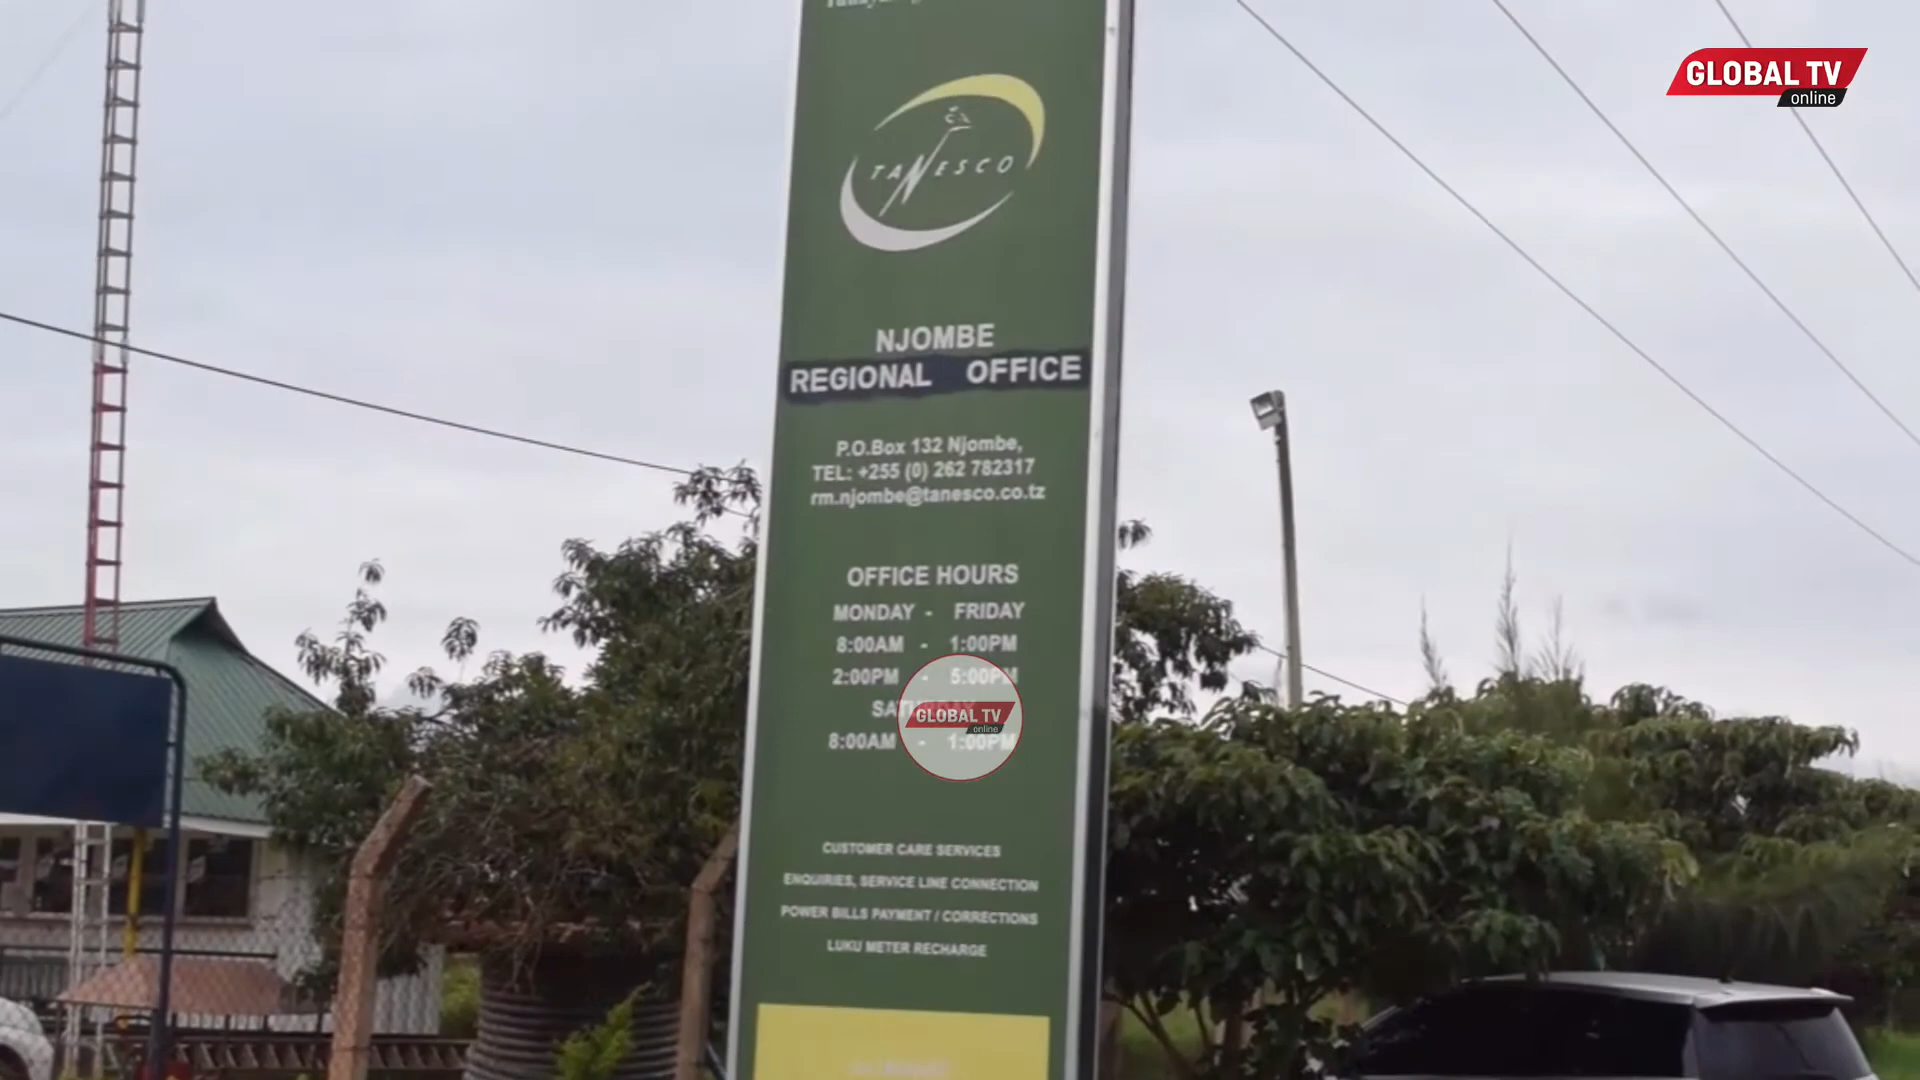 GLOBAL TV
online
TANESCO
NJOMBE
REGIONAL OFFICE
P.O.Box 132 Njombe,
TEL: +255 (0) 262 782317
rm.njombe@tanesco.co.tz
OFFICE HOURS
MONDAY - FRIDAY
8:00AM - 1:00PM
2:00PM - 5:00PM
SATURDAY
GLOBAL TV
online
8:00AM - 1:00PM
CUSTOMER CARE SERVICES
ENQUIRIES, SERVICE LINE CONNECTION
POWER BILLS PAYMENT / CORRECTIONS
LUKU METER RECHARGE